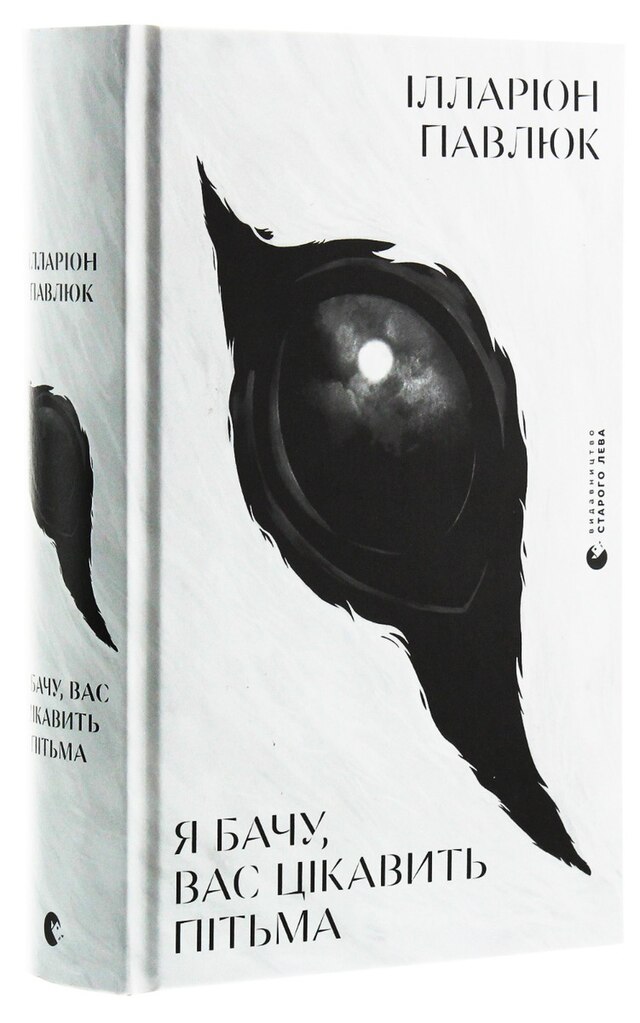 ІЛЛАРІОН
ПАВЛЮК
видавництво
СТАРОГО ЛЕВА
Я БАЧУ,
ВАС ЦІКАВИТЬ
ПІТЬМА
ІЛЛАРІОН
ПАВЛЮК
БАЧУ, ВАС
ЦІКАВИТЬ
ПІТЬМА